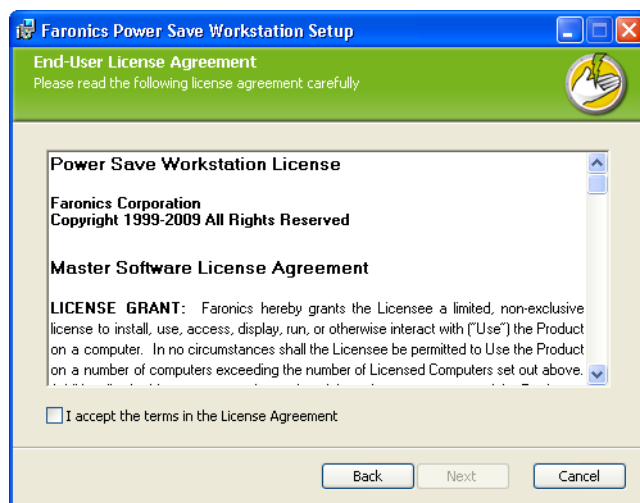 Faronics Power Save Workstation Setup
End-User License Agreement
Please read the following license agreement carefully
Power Save Workstation License
Faronics Corporation
Copyright 1999-2009 All Rights Reserved
Master Software License Agreement
LICENSE GRANT: Faronics hereby grants the Licensee a limited, non-exclusive
license to install, use, access, display, run, or otherwise interact with ("Use") the Product
on a computer. In no circumstances shall the Licensee be permitted to Use the Product
on a number of computers exceeding the number of Licensed Computers set out above.
I accept the terms in the License Agreement
Back Next Cancel